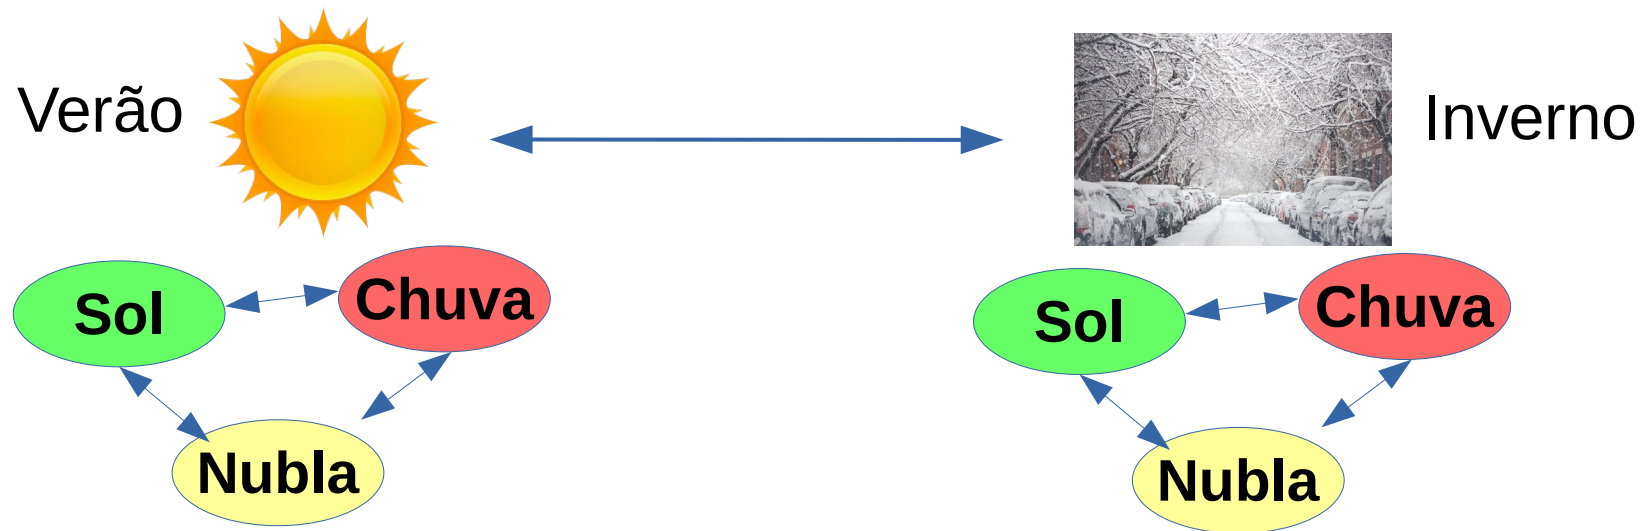 Verão
Inverno
Sol
Chuva
Nubla
Sol
Chuva
Nubla